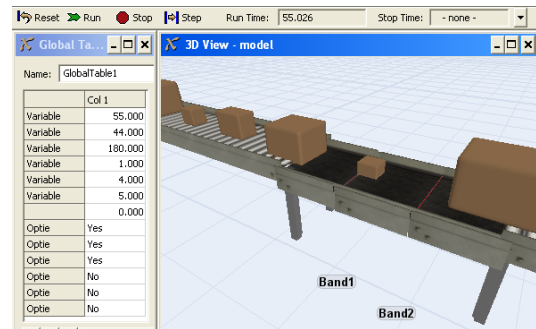 Reset Run Stop Step Run Time: 55.026 Stop Time: - none -
Global Ta...
Name: GlobalTable1
Col 1
Variable 55.000
Variable 44.000
Variable 180.000
Variable 1.000
Variable 4.000
Variable 5.000
0.000
Optie Yes
Optie Yes
Optie Yes
Optie No
Optie No
Optie No
3D View - model
Band1
Band2